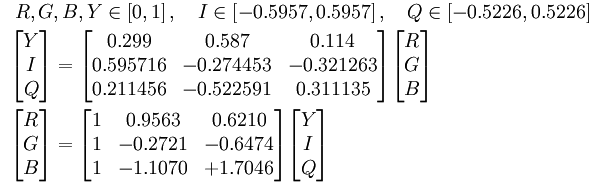 R, G, B, Y ∈ [0, 1] , I ∈ [−0.5957, 0.5957] , Q ∈ [−0.5226, 0.5226]
[Y] [0.299 0.587 0.114] [R]
[I] = [0.595716 −0.274453 −0.321263] [G]
[Q] [0.211456 −0.522591 0.311135] [B]
[R] [1 0.9563 0.6210] [Y]
[G] = [1 −0.2721 −0.6474] [I]
[B] [1 −1.1070 +1.7046] [Q]